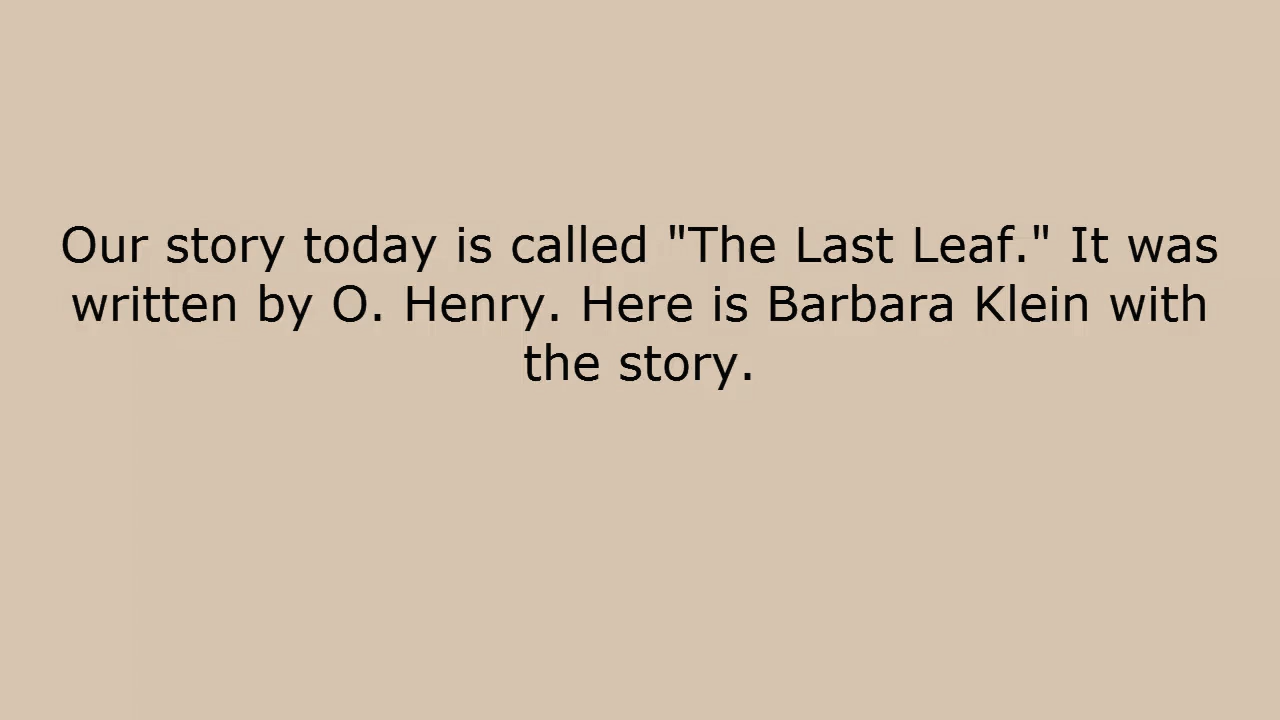 Our story today is called "The Last Leaf." It was
written by O. Henry. Here is Barbara Klein with
the story.